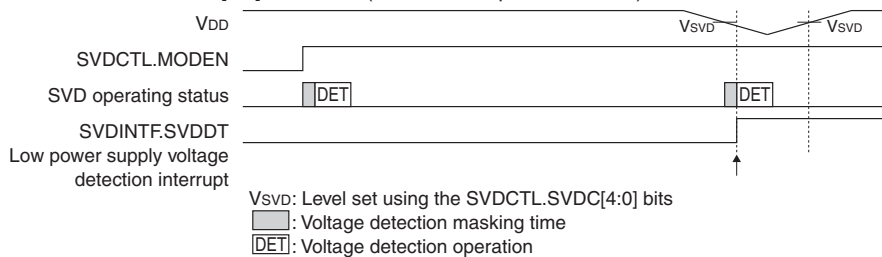 VDD
VSVD
VSVD
SVDCTL.MODEN
SVD operating status
DET
DET
SVDINTF.SVDDT
Low power supply voltage
detection interrupt
VSVD: Level set using the SVDCTL.SVDC[4:0] bits
: Voltage detection masking time
DET: Voltage detection operation